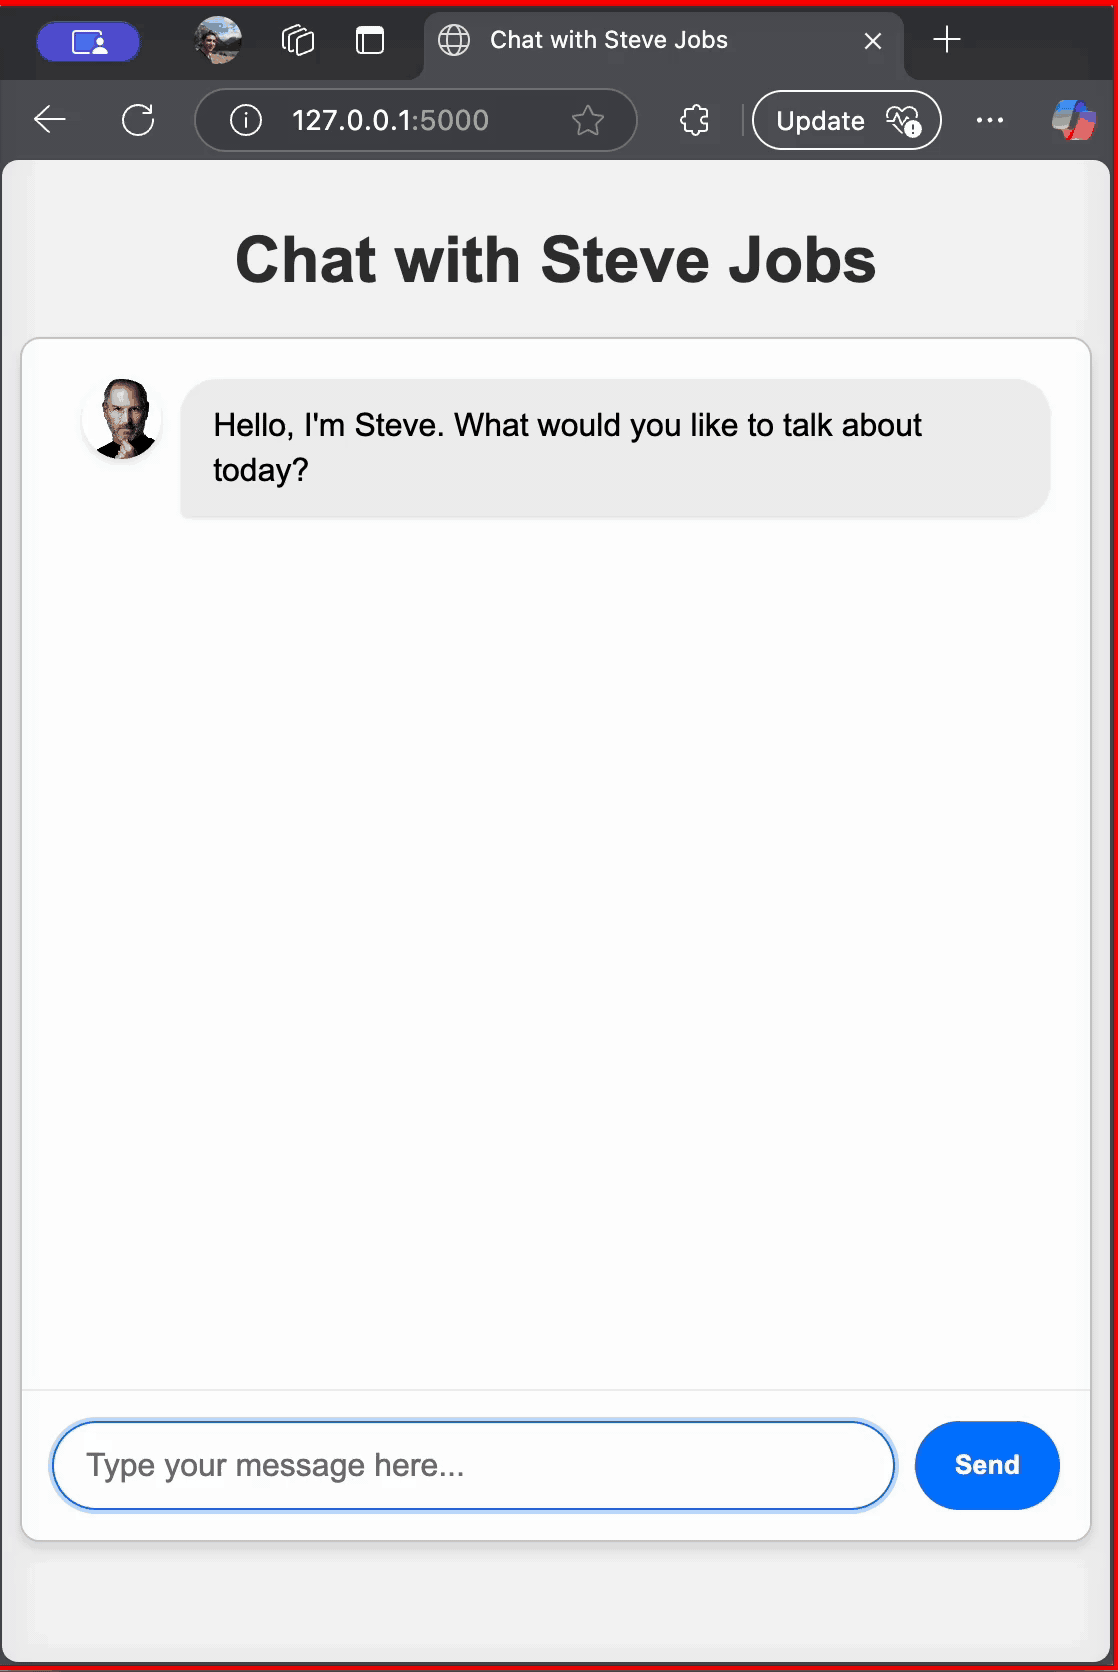 Chat with Steve Jobs
127.0.0.1:5000
Update
Chat with Steve Jobs
Hello, I'm Steve. What would you like to talk about
today?
Type your message here...
Send